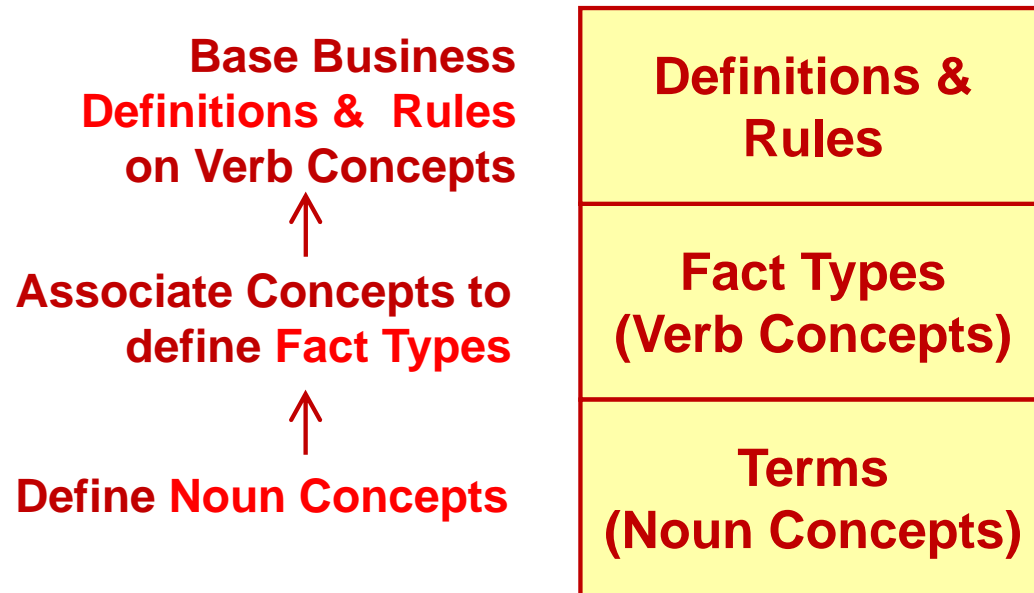 Base Business
Definitions & Rules
on Verb Concepts
Associate Concepts to
define Fact Types
Define Noun Concepts
Definitions &
Rules
Fact Types
(Verb Concepts)
Terms
(Noun Concepts)